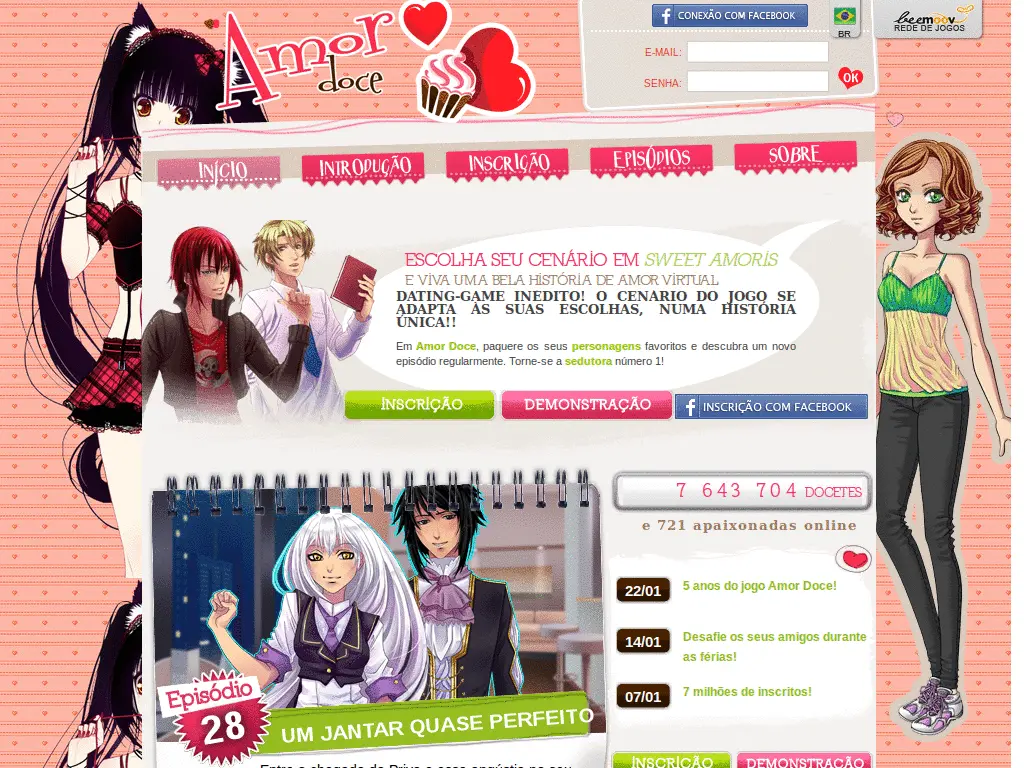 Amor
doce
CONEXÃO COM FACEBOOK
BR
beemoov
REDE DE JOGOS
E-MAIL:
SENHA:
OK
INÍCIO
INTRODUÇÃO
INSCRIÇÃO
EPISÓDIOS
SOBRE
ESCOLHA SEU CENÁRIO EM SWEET AMORIS
E VIVA UMA BELA HISTÓRIA DE AMOR VIRTUAL
DATING-GAME INEDITO! O CENARIO DO JOGO SE
ADAPTA ÀS SUAS ESCOLHAS, NUMA HISTÓRIA
ÚNICA!!
Em Amor Doce, paquere os seus personagens favoritos e descubra um novo
episódio regularmente. Torne-se a sedutora número 1!
INSCRIÇÃO
DEMONSTRAÇÃO
INSCRIÇÃO COM FACEBOOK
7 643 704 DOCETES
e 721 apaixonadas online
22/01 5 anos do jogo Amor Doce!
14/01 Desafie os seus amigos durante
as férias!
07/01 7 milhões de inscritos!
Episódio
28
UM JANTAR QUASE PERFEITO
INSCRIÇÃO
DEMONSTRAÇÃO